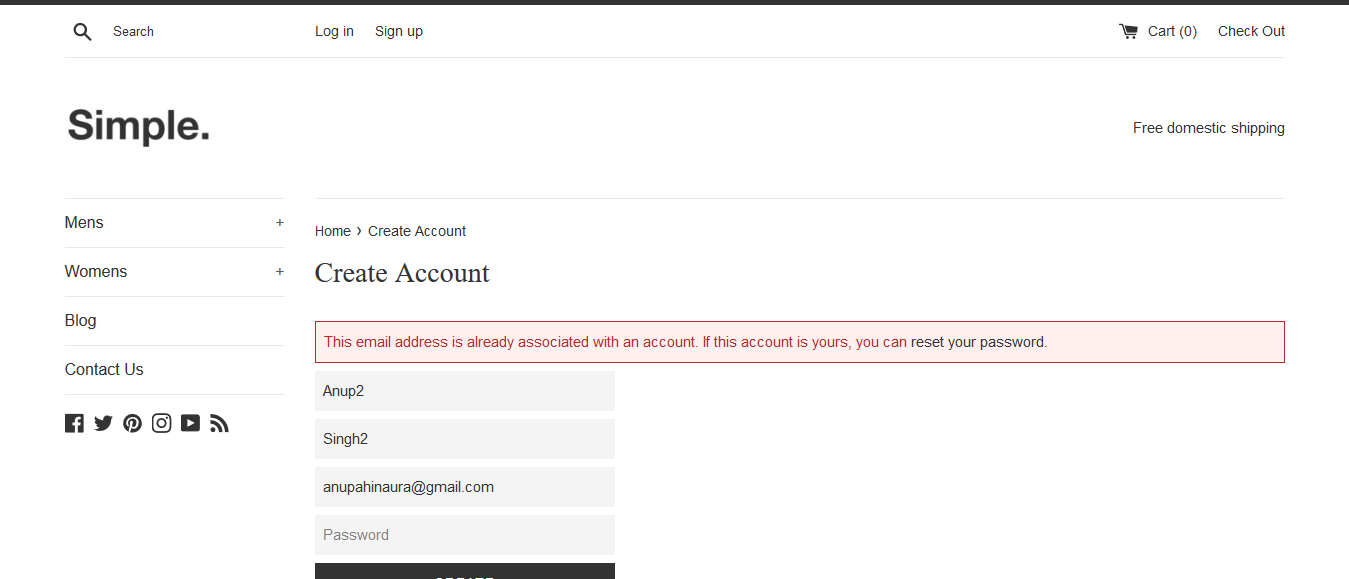 Search
Log in Sign up
Cart (0) Check Out
Simple.
Free domestic shipping
Mens +
Womens +
Blog
Contact Us
Home › Create Account
Create Account
This email address is already associated with an account. If this account is yours, you can reset your password.
Anup2
Singh2
anupahinaura@gmail.com
Password